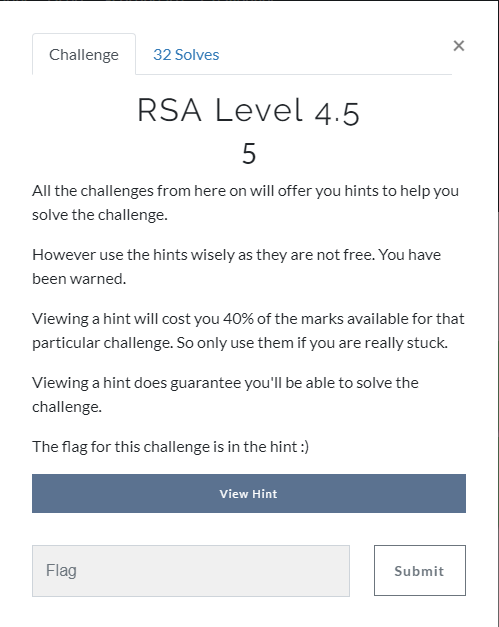 Challenge
32 Solves
×
RSA Level 4.5
5
All the challenges from here on will offer you hints to help you
solve the challenge.
However use the hints wisely as they are not free. You have
been warned.
Viewing a hint will cost you 40% of the marks available for that
particular challenge. So only use them if you are really stuck.
Viewing a hint does guarantee you'll be able to solve the
challenge.
The flag for this challenge is in the hint :)
View Hint
Flag
Submit